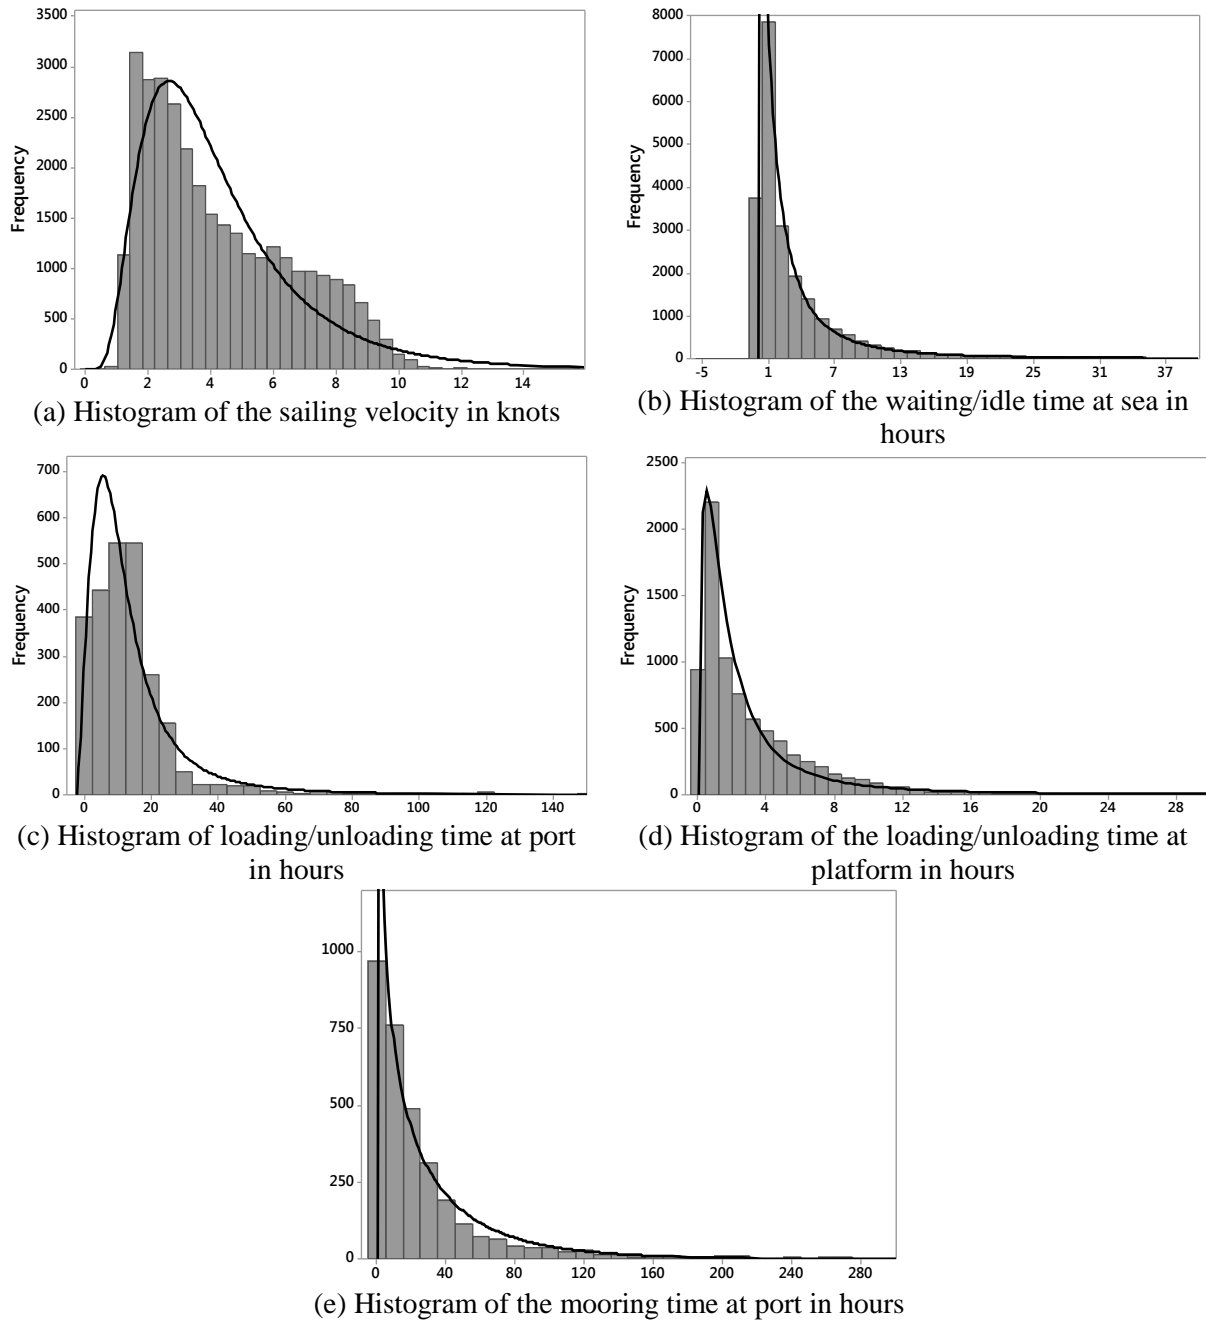 3500
3000
2500
2000
1500
1000
500
0
Frequency
0 2 4 6 8 10 12 14
(a) Histogram of the sailing velocity in knots
8000
7000
6000
5000
4000
3000
2000
1000
0
Frequency
-5 1 7 13 19 25 31 37
(b) Histogram of the waiting/idle time at sea in
hours
700
600
500
400
300
200
100
0
Frequency
0 20 40 60 80 100 120 140
(c) Histogram of loading/unloading time at port
in hours
2500
2000
1500
1000
500
0
Frequency
0 4 8 12 16 20 24 28
(d) Histogram of the loading/unloading time at
platform in hours
1000
750
500
250
0
0 40 80 120 160 200 240 280
(e) Histogram of the mooring time at port in hours